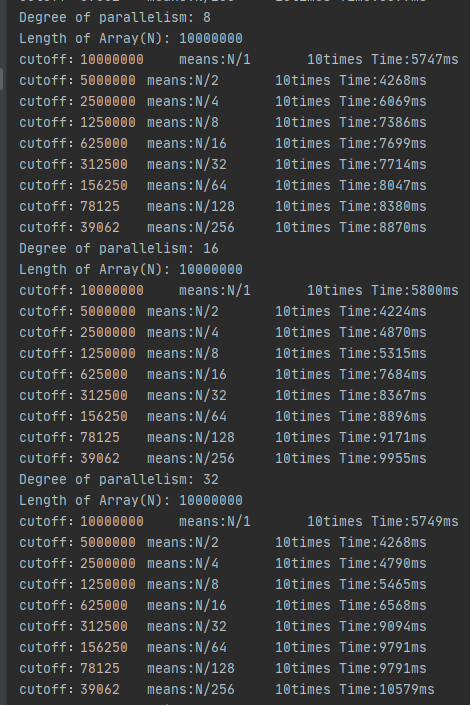 Degree of parallelism: 8
Length of Array(N): 10000000
cutoff：10000000 means:N/1 10times Time:5747ms
cutoff：5000000 means:N/2 10times Time:4268ms
cutoff：2500000 means:N/4 10times Time:6069ms
cutoff：1250000 means:N/8 10times Time:7386ms
cutoff：625000 means:N/16 10times Time:7699ms
cutoff：312500 means:N/32 10times Time:7714ms
cutoff：156250 means:N/64 10times Time:8047ms
cutoff：78125 means:N/128 10times Time:8380ms
cutoff：39062 means:N/256 10times Time:8870ms
Degree of parallelism: 16
Length of Array(N): 10000000
cutoff：10000000 means:N/1 10times Time:5800ms
cutoff：5000000 means:N/2 10times Time:4224ms
cutoff：2500000 means:N/4 10times Time:4870ms
cutoff：1250000 means:N/8 10times Time:5315ms
cutoff：625000 means:N/16 10times Time:7684ms
cutoff：312500 means:N/32 10times Time:8367ms
cutoff：156250 means:N/64 10times Time:8896ms
cutoff：78125 means:N/128 10times Time:9171ms
cutoff：39062 means:N/256 10times Time:9955ms
Degree of parallelism: 32
Length of Array(N): 10000000
cutoff：10000000 means:N/1 10times Time:5749ms
cutoff：5000000 means:N/2 10times Time:4268ms
cutoff：2500000 means:N/4 10times Time:4790ms
cutoff：1250000 means:N/8 10times Time:5465ms
cutoff：625000 means:N/16 10times Time:6568ms
cutoff：312500 means:N/32 10times Time:9094ms
cutoff：156250 means:N/64 10times Time:9791ms
cutoff：78125 means:N/128 10times Time:9791ms
cutoff：39062 means:N/256 10times Time:10579ms